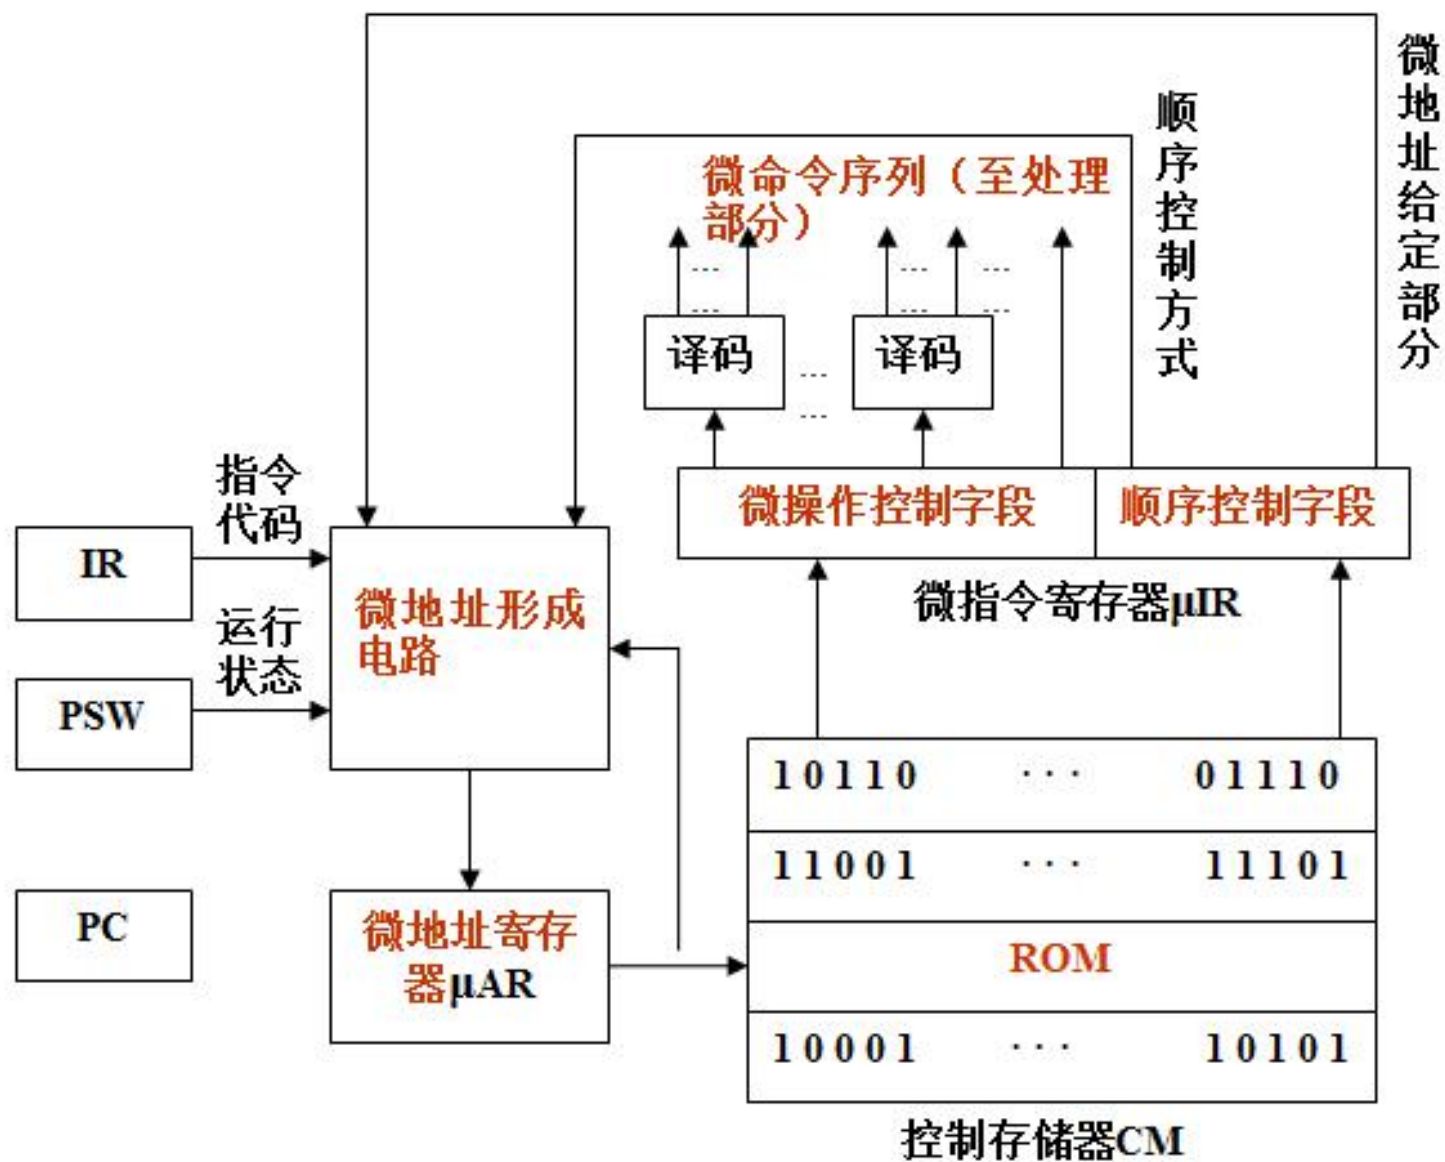 微地址给定部分
顺序控制方式
微命令序列（至处理
部分）
... ... ...
... ... ...
译码
译码
...
...
指令
代码
微操作控制字段
顺序控制字段
IR
微指令寄存器μIR
运行
状态
微地址形成
电路
PSW
10110 ... 01110
11001 ... 11101
PC
微地址寄存
器μAR
ROM
10001 ... 10101
控制存储器CM